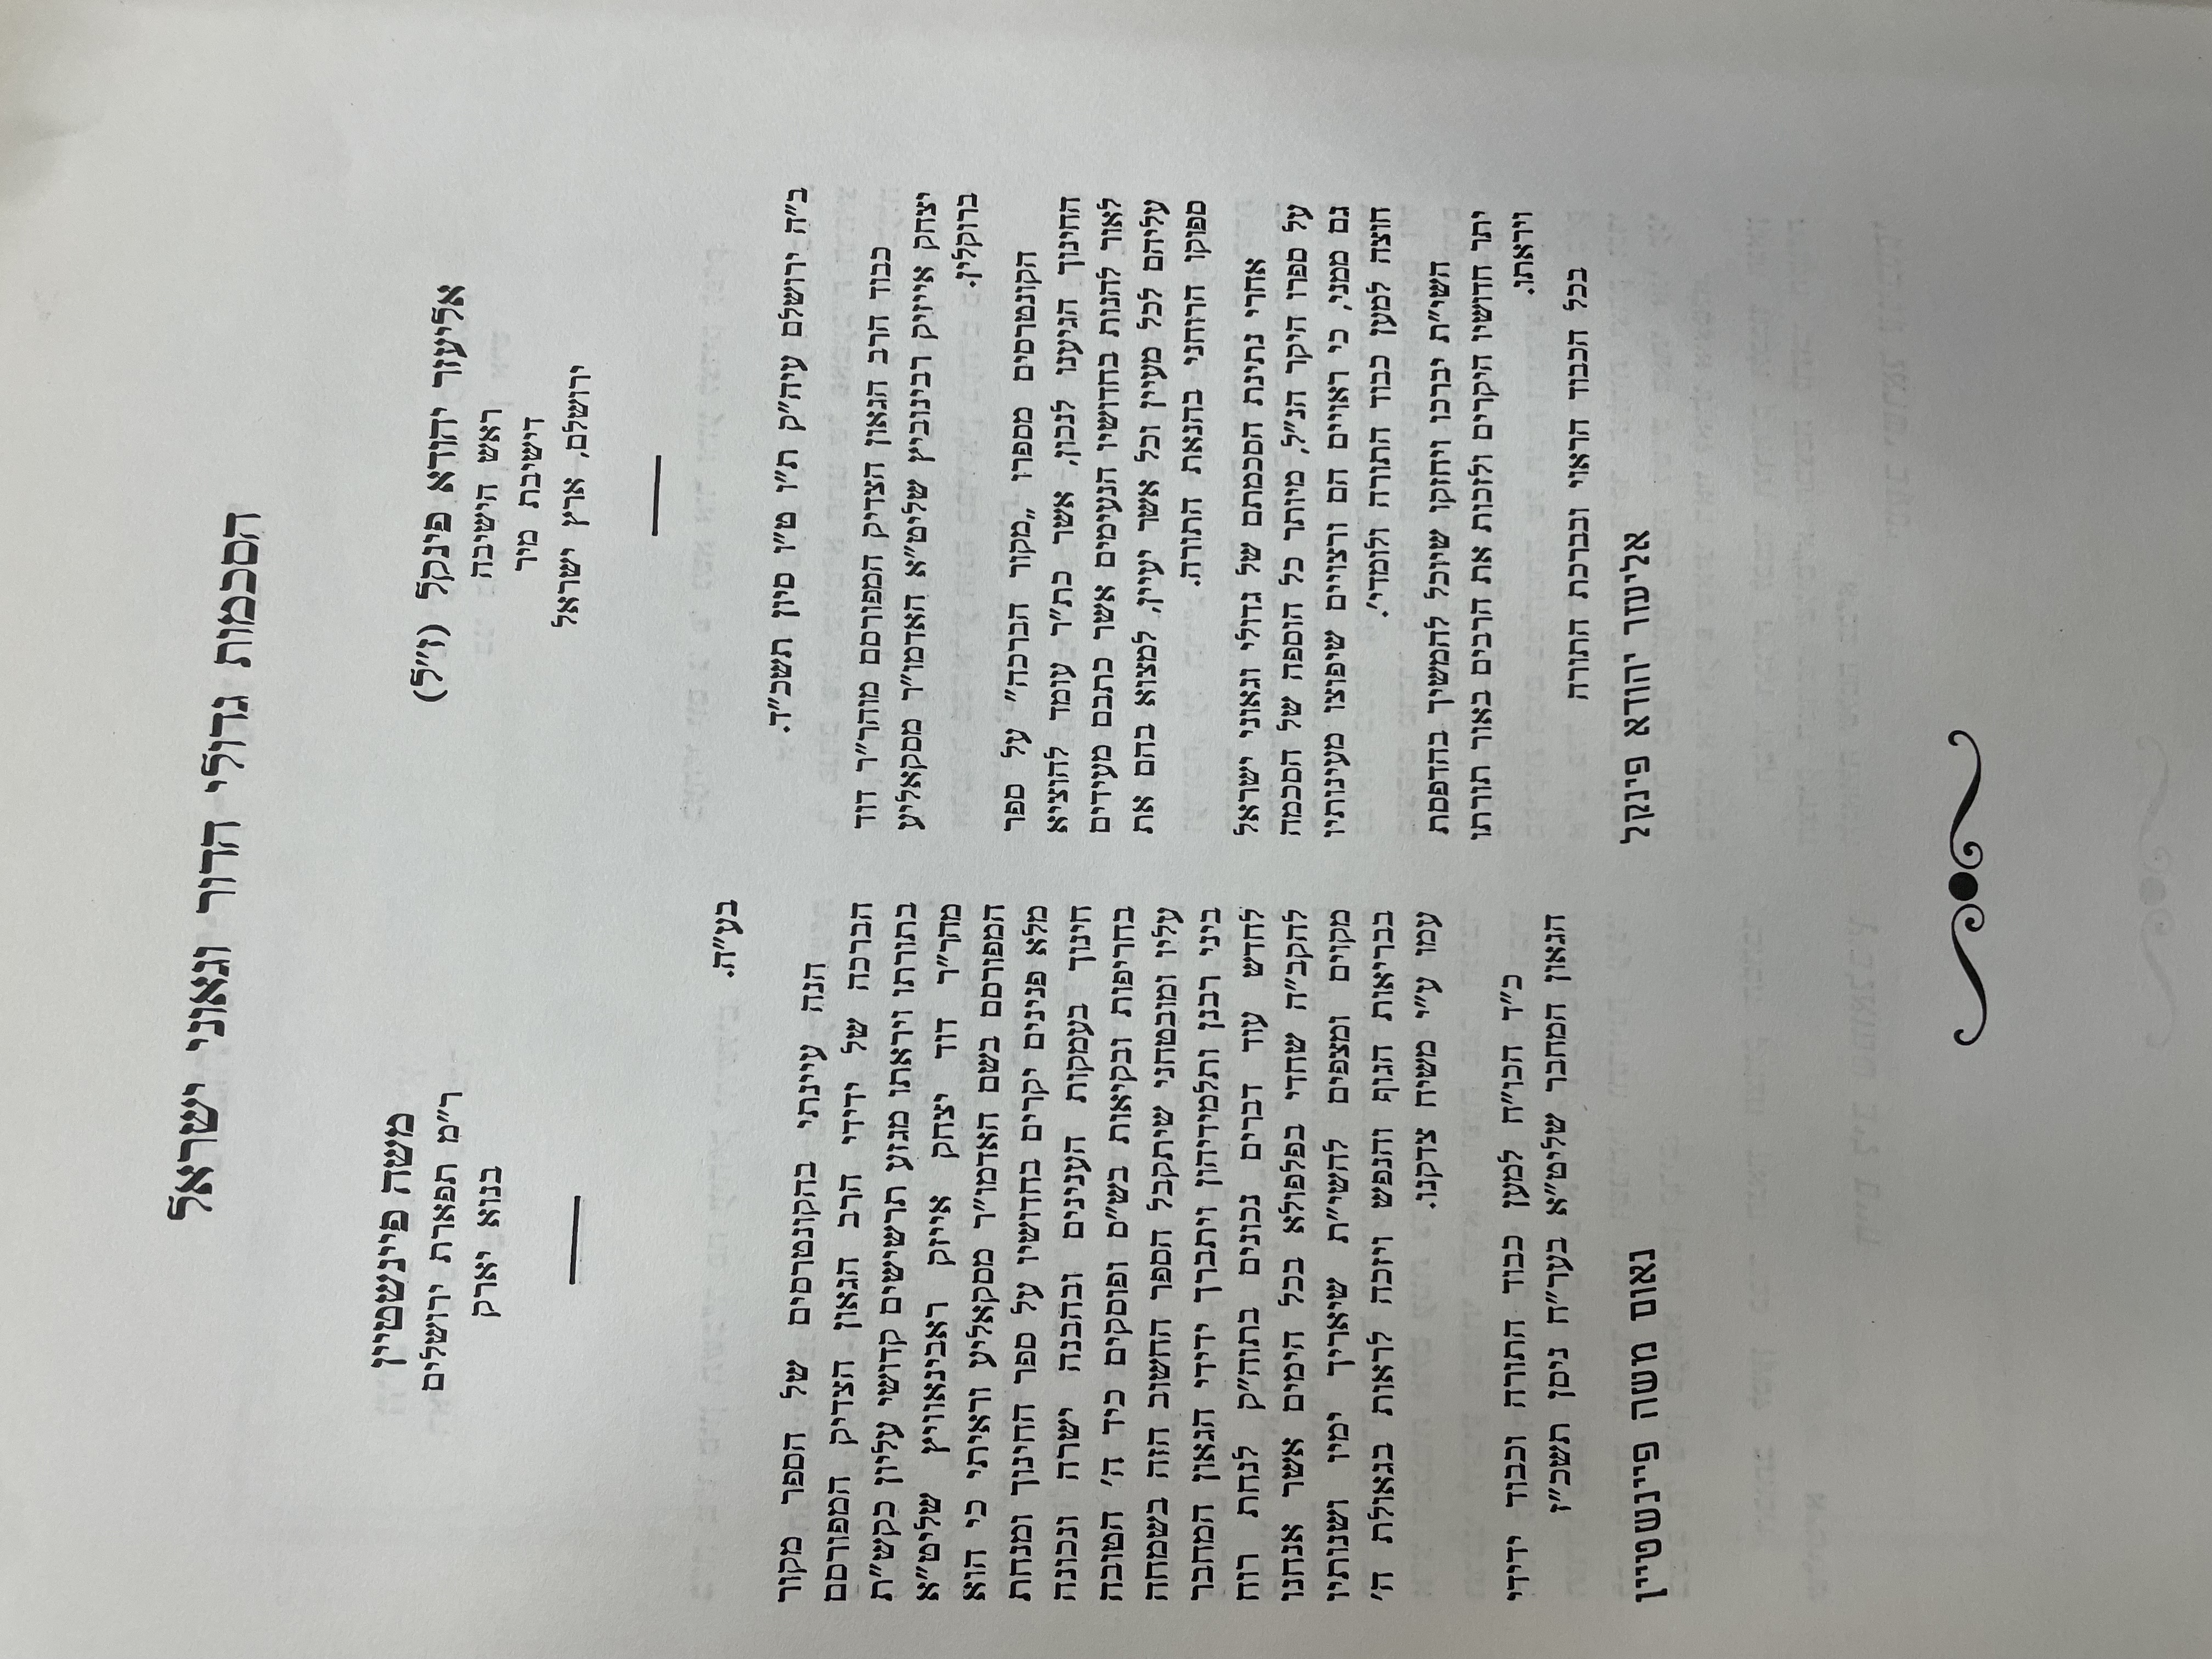 הסכמות גדולי הדור וגאוני ישראל
אליעזר יהודא פינקל (ז״ל)
ראש הישיבה
דישיבת מיר
ירושלם, ארץ ישראל
ב״ה ירושלם עיה״ק ת״ו ט״ו סיון תשכ״ד.
כבוד הרב הגאון הצדיק המפורסם מוהר״ר דוד
יצחק אייזיק רבינוביץ שליט״א האדמו״ר מסקאליע
ברוקלין.
הקונטרסים מספרו „מקור הברכה״ על ספר
החינוך הגיענו לנכון, אשר כת״ר עומד להוציא
לאור להנות בחדושיו הנעימים אשר כתבם מעידים
עליהם לכל מעיין וכל אשר יעיין, למצוא בהם את
ספוקו הרוחני בהנאת התורה.
אחרי נתינת הסכמתם של גדולי וגאוני ישראל
על ספרו היקר הנ״ל, מיותר כל הוספה של הסכמה
גם ממני, כי ראויים הם ורצויים שיפוצו מעינותיו
חוצה למען כבוד התורה ולומדי׳.
השי״ת יברכו ויחזקו שיוכל להמשיך בהדפסת
יתר חדושיו היקרים ולזכות את הרבים באור תורתו
ויראתו.
בכל הכבוד הראוי ובברכת התורה
אליעזר יהודא פינקל
משה פיינשטיין
ר״מ תפארת ירושלים
בנוא יארק
בע״ה.
הנה עיינתי בהקונטרסים של הספר מקור
הברכה של ידידי הרב הגאון הצדיק המפורסם
בתורתו ויראתו מגזע תרשישים קדושי עליון כקש״ת
מהר״ר דוד יצחק אייזק ראבינאוויץ שליט״א
המפורסם בשם האדמו״ר מסקאליע וראיתי כי הוא
מלא פנינים יקרים בחדושיו על ספר החינוך ומנחת
חינוך בעמקות הענינים ובהבנה ישרה ונכונה
בחריפות ובקיאות בש״ס ופוסקים כיד ה׳ הטובה
עליו ומובטחני שיתקבל הספר החשוב הזה בשמחה
ביני רבנן ותלמידיהון ויתברך ידידי הגאון המחבר
לחדש עוד דברים נכונים בתוה״ק לנחת רוח
להקב״ה שחדי בפלפולא בכל הימים אשר אנחנו
מקוים ומצפים להשי״ת שיאריך ימיו ושנותיו
בבריאות הגוף והנפש ויזכה לראות בגאולת ה׳
עמו ע״י משיח צדקנו.
כ״ד הכו״ח למען כבוד התורה וכבוד ידידי
הגאון המחבר שליט״א בער״ח ניסן תשכ״ז
נאום משה פיינשטיין